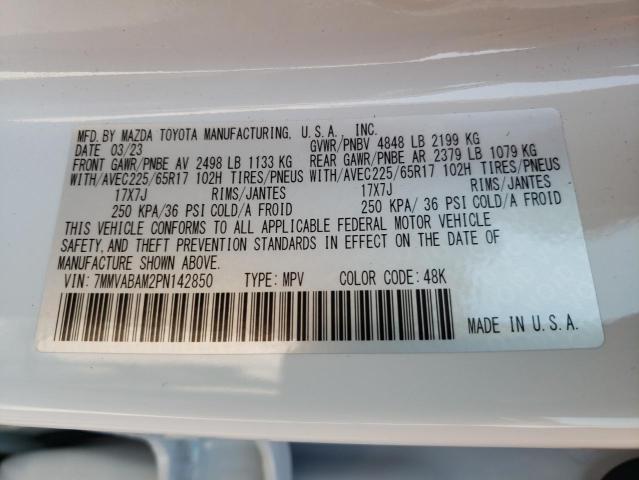 MFD. BY MAZDA TOYOTA MANUFACTURING, U.S.A., INC.
DATE 03/23 GVWR/PNBV 4848 LB 2199 KG
FRONT GAWR/PNBE AV 2498 LB 1133 KG REAR GAWR/PNBE AR 2379 LB 1079 KG
WITH/AVEC225/65R17 102H TIRES/PNEUS WITH/AVEC225/65R17 102H TIRES/PNEUS
17X7J RIMS/JANTES 17X7J RIMS/JANTES
250 KPA/36 PSI COLD/A FROID 250 KPA/ 36 PSI COLD/A FROID
THIS VEHICLE CONFORMS TO ALL APPLICABLE FEDERAL MOTOR VEHICLE
SAFETY, AND THEFT PREVENTION STANDARDS IN EFFECT ON THE DATE OF
MANUFACTURE SHOWN ABOVE.
VIN: 7MMVABAM2PN142850 TYPE: MPV COLOR CODE: 48K
MADE IN U.S.A.